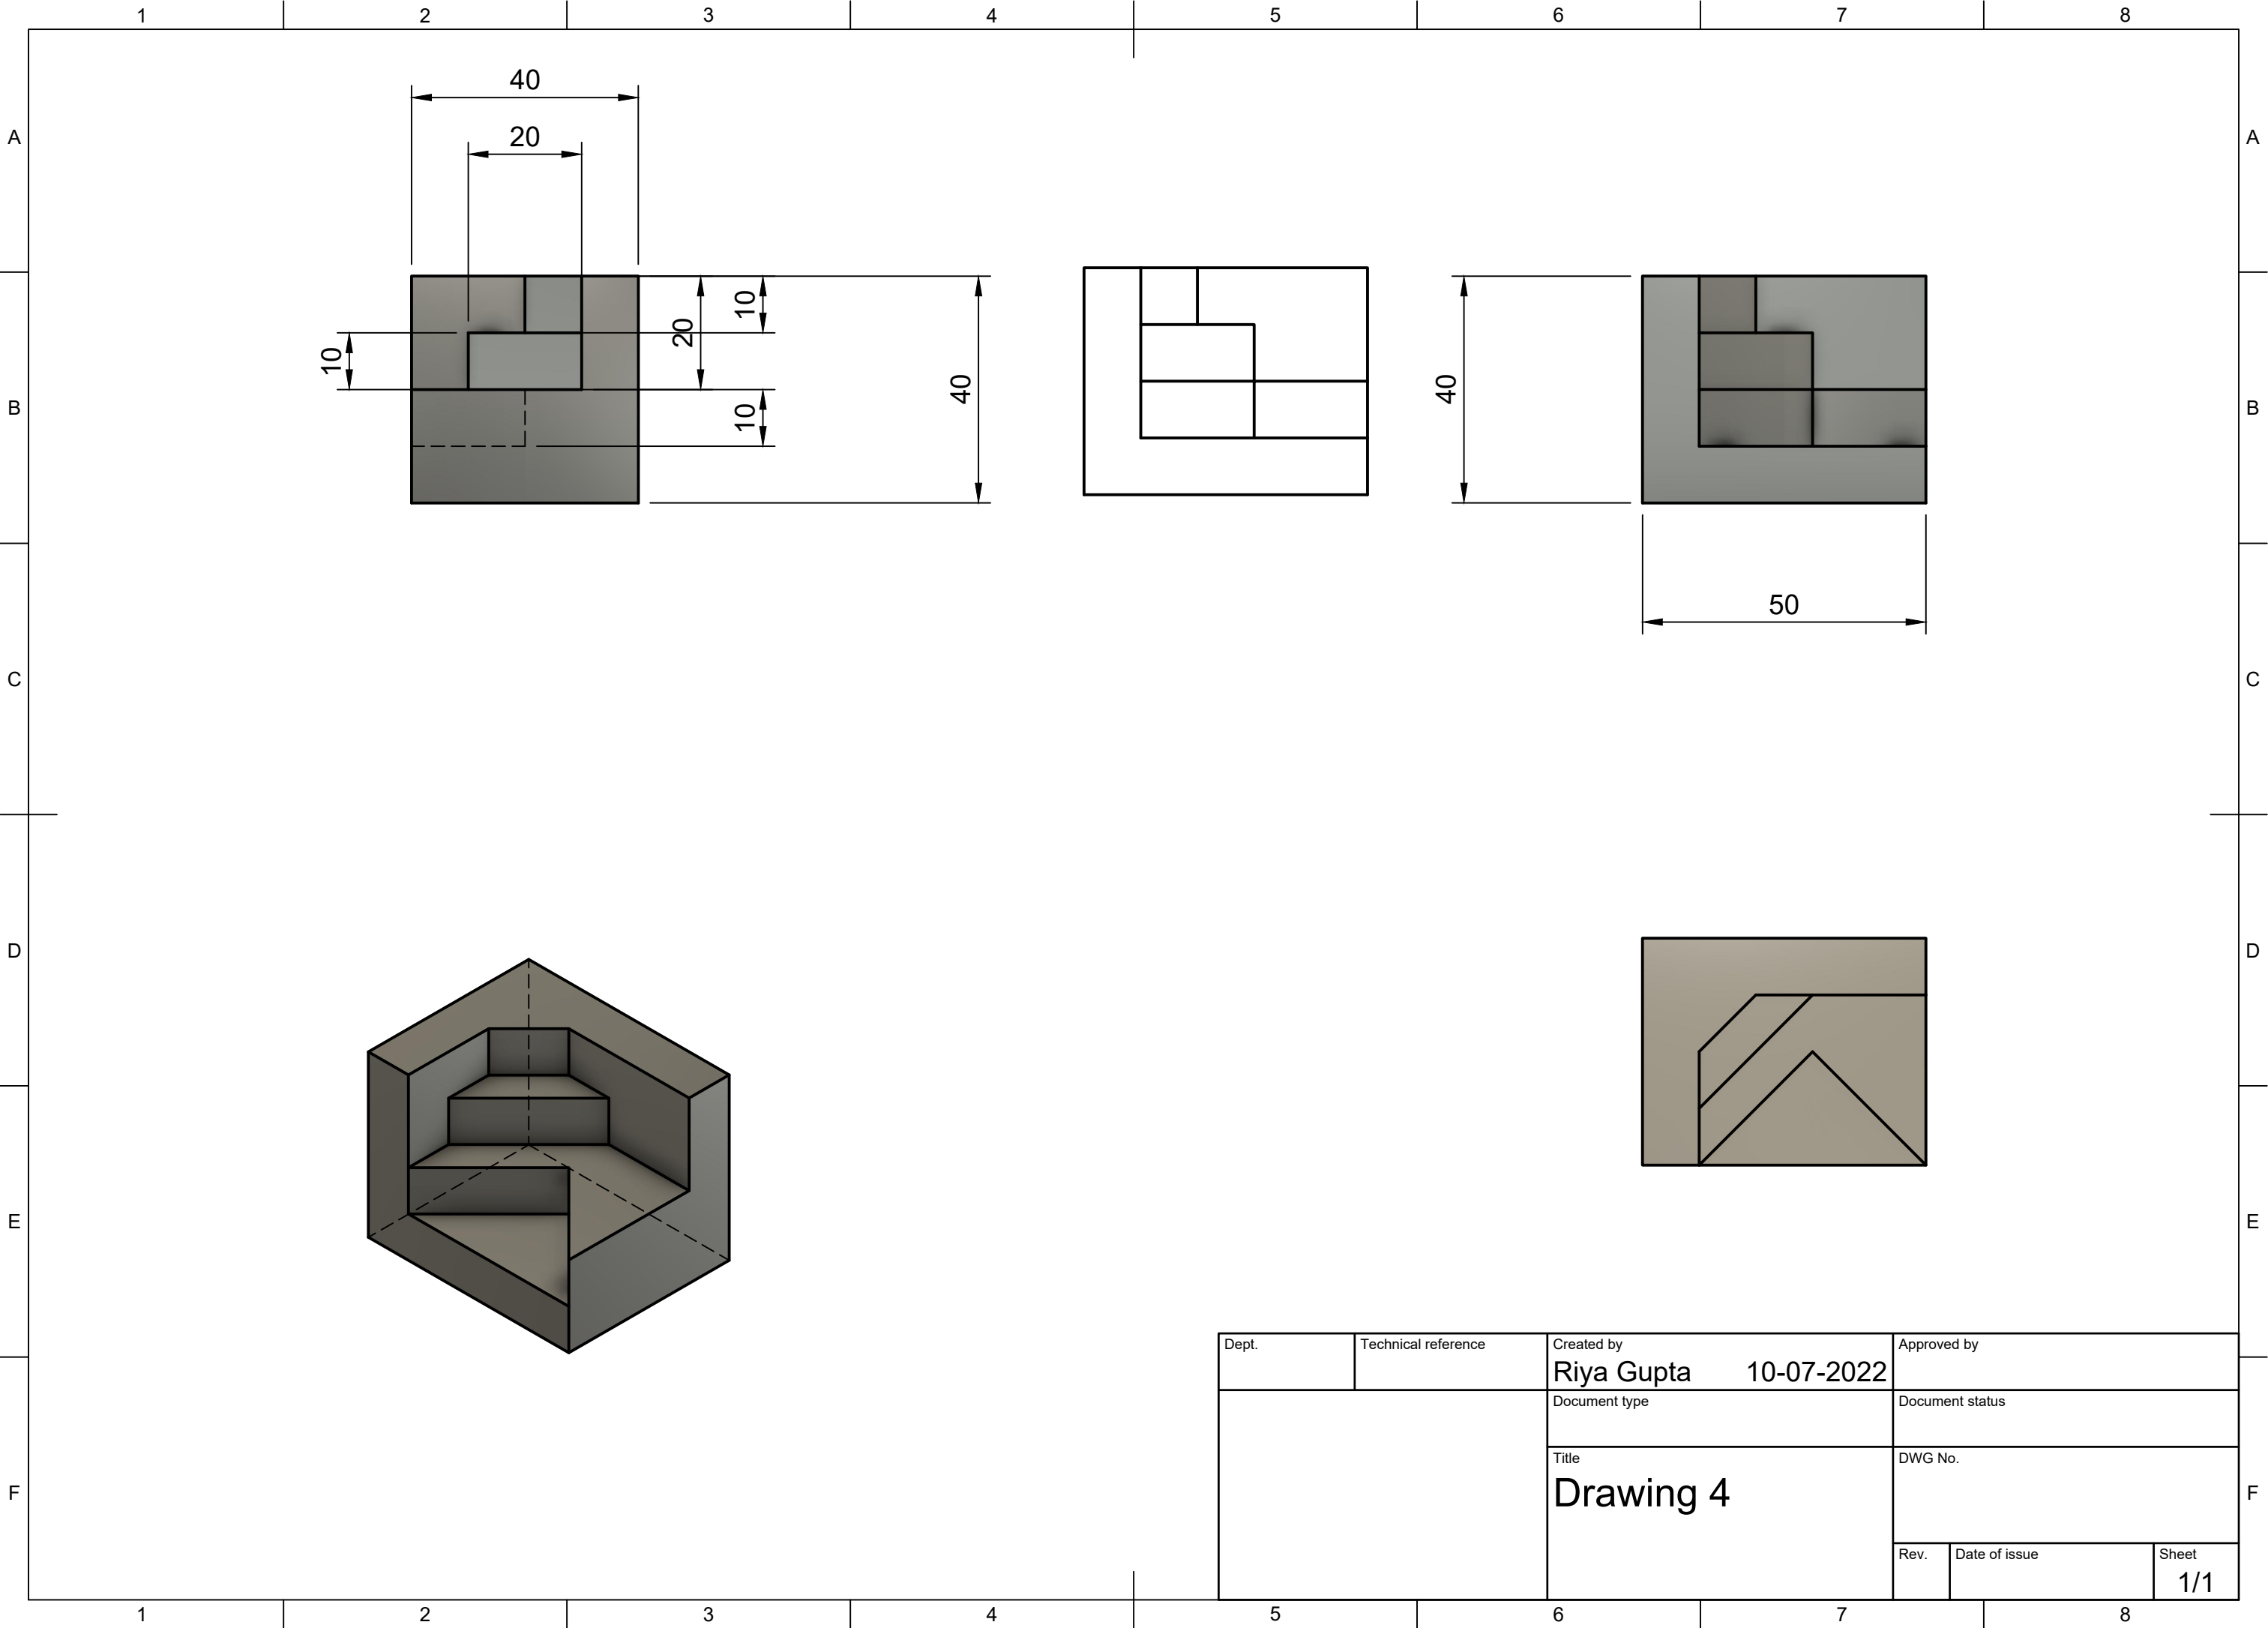 1 2 3 4 5 6 7 8
40
A A
20
10
20
10
40
40
B B
10
50
C C
D D
E E
Dept. Technical reference Created by Approved by
Riya Gupta 10-07-2022
Document type Document status
Title DWG No.
Drawing 4
F F
Rev. Date of issue Sheet
1/1
1 2 3 4 5 6 7 8